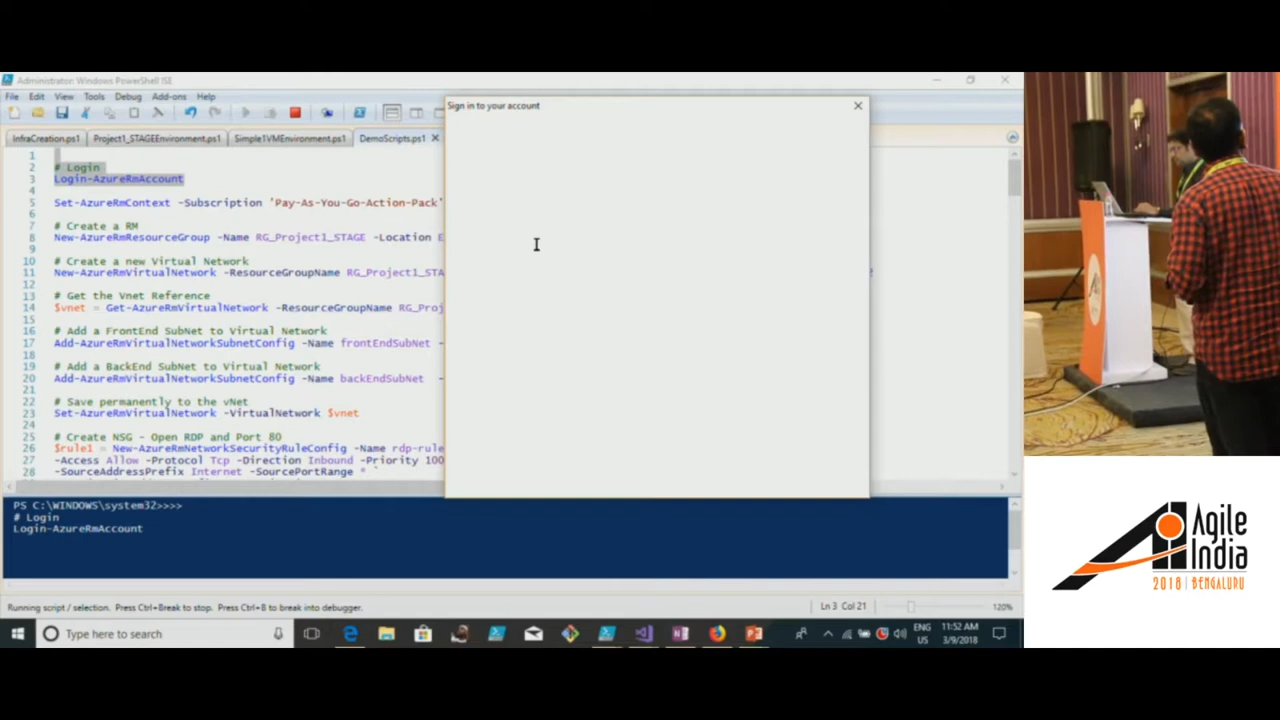 Administrator: Windows PowerShell ISE
File Edit View Tools Debug Add-ons Help
InfraCreation.ps1 Project1_STAGEEnvironment.ps1 Simple1VMEnvironment.ps1 DemoScripts.ps1
Sign in to your account
1
2 # Login
3 Login-AzureRmAccount
4
5 Set-AzureRmContext -Subscription 'Pay-As-You-Go-Action-Pack'
6
7 # Create a RM
8 New-AzureRmResourceGroup -Name RG_Project1_STAGE -Location E
9
10 # Create a new Virtual Network
11 New-AzureRmVirtualNetwork -ResourceGroupName RG_Project1_STA
12
13 # Get the Vnet Reference
14 $vnet = Get-AzureRmVirtualNetwork -ResourceGroupName RG_Proj
15
16 # Add a FrontEnd SubNet to Virtual Network
17 Add-AzureRmVirtualNetworkSubnetConfig -Name frontEndSubNet -
18
19 # Add a BackEnd SubNet to Virtual Network
20 Add-AzureRmVirtualNetworkSubnetConfig -Name backEndSubNet -
21
22 # Save permanently to the vNet
23 Set-AzureRmVirtualNetwork -VirtualNetwork $vnet
24
25 # Create NSG - Open RDP and Port 80
26 $rule1 = New-AzureRmNetworkSecurityRuleConfig -Name rdp-rule
27 -Access Allow -Protocol Tcp -Direction Inbound -Priority 100
28 -SourceAddressPrefix Internet -SourcePortRange * `
PS C:\WINDOWS\system32>>>>
# Login
Login-AzureRmAccount
Running script / selection. Press Ctrl+Break to stop. Press Ctrl+B to break into debugger.
Ln 3 Col 21
120%
Type here to search
ENG
US
11:52 AM
3/9/2018
Agile
India
2018 | BENGALURU